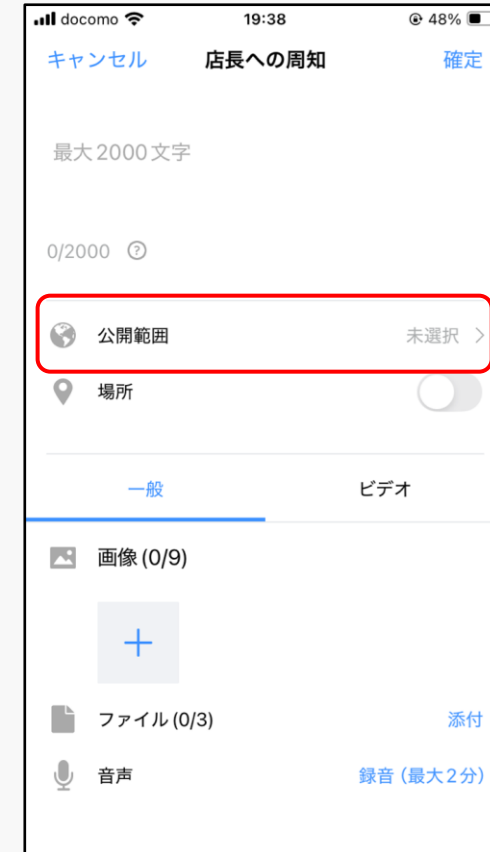 docomo 19:38 48%
キャンセル 店長への周知 確定
最大2000文字
0/2000 ?
公開範囲 未選択
場所
一般 ビデオ
画像(0/9)
ファイル(0/3) 添付
音声 録音(最大2分)